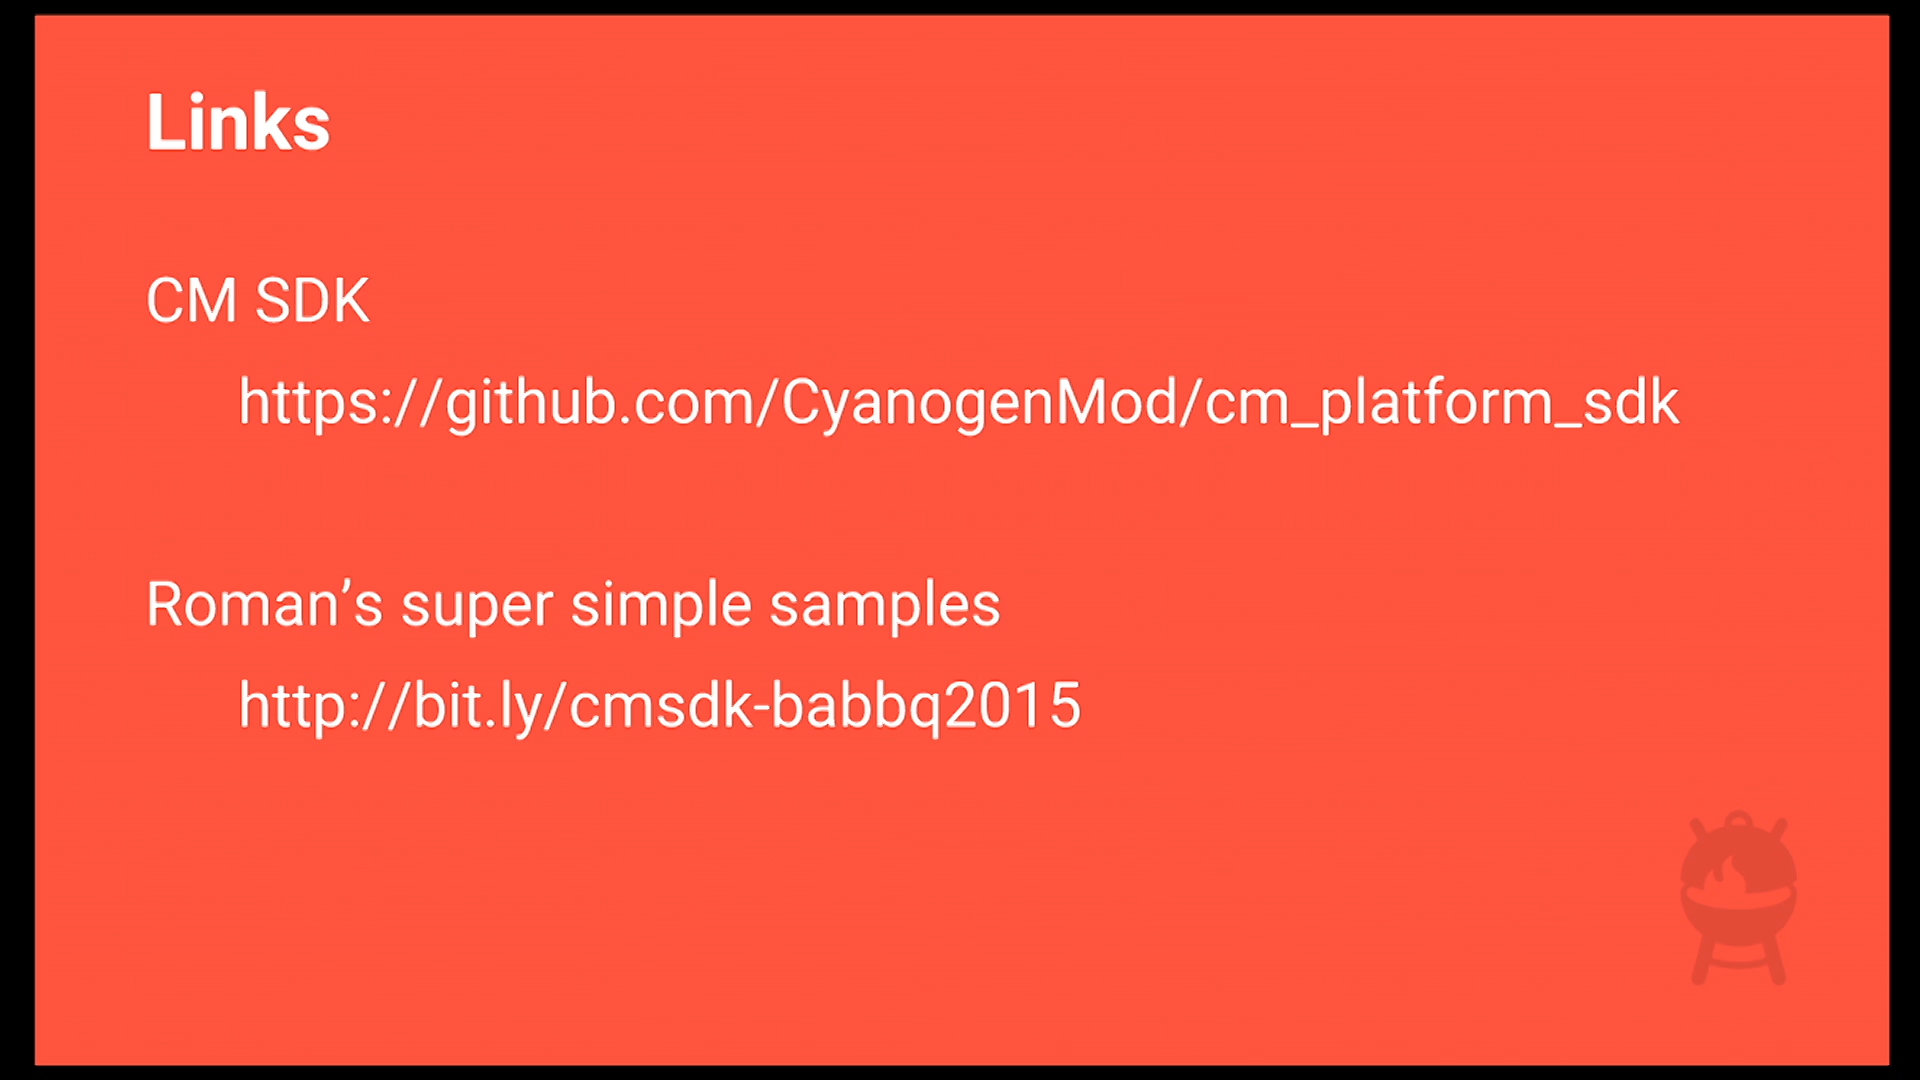 Links
CM SDK
https://github.com/CyanogenMod/cm_platform_sdk
Roman’s super simple samples
http://bit.ly/cmsdk-babbq2015